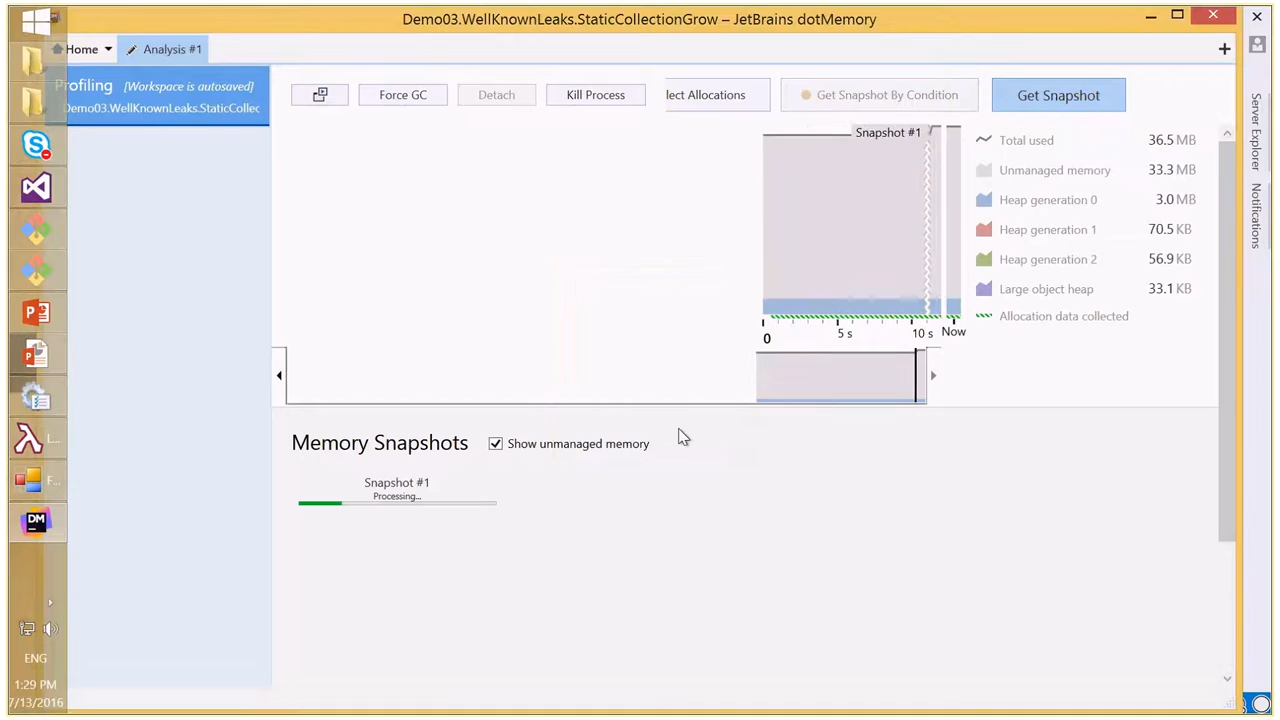 Demo03.WellKnownLeaks.StaticCollectionGrow – JetBrains dotMemory
Home
Analysis #1
Profiling [Workspace is autosaved]
Demo03.WellKnownLeaks.StaticCollec
Force GC
Detach
Kill Process
lect Allocations
Get Snapshot By Condition
Get Snapshot
Snapshot #1
Total used 36.5 MB
Unmanaged memory 33.3 MB
Heap generation 0 3.0 MB
Heap generation 1 70.5 KB
Heap generation 2 56.9 KB
Large object heap 33.1 KB
Allocation data collected
0 5 s 10 s Now
Memory Snapshots
Show unmanaged memory
Snapshot #1
Processing...
Server Explorer
Notifications
L...
F...
DM
ENG
1:29 PM
7/13/2016